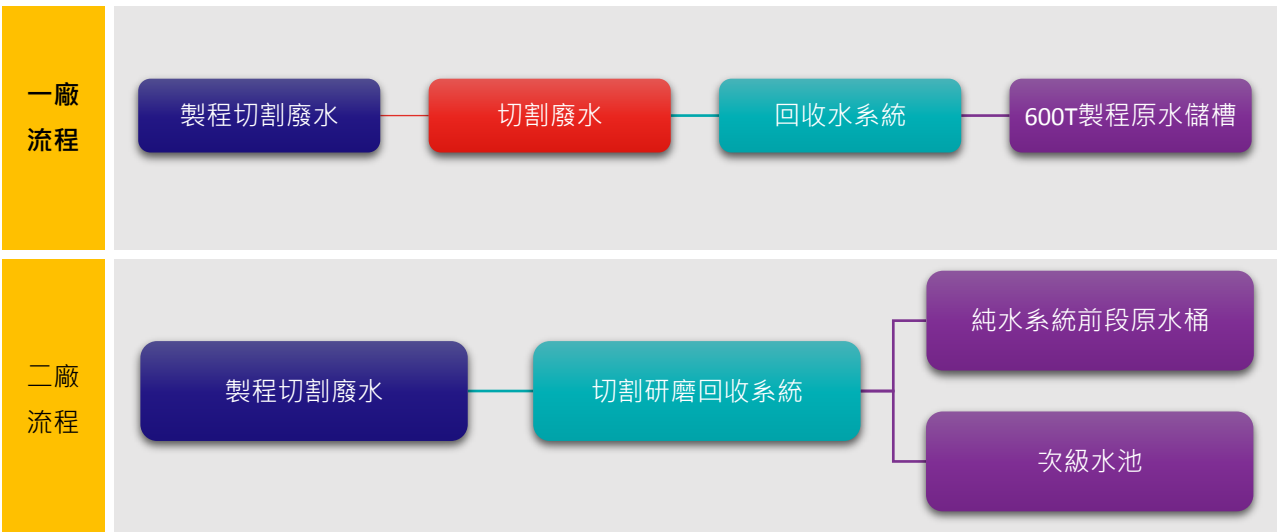 一廠
流程
製程切割廢水
切割廢水
回收水系統
600T製程原水儲槽
二廠
流程
製程切割廢水
切割研磨回收系統
純水系統前段原水桶
次級水池